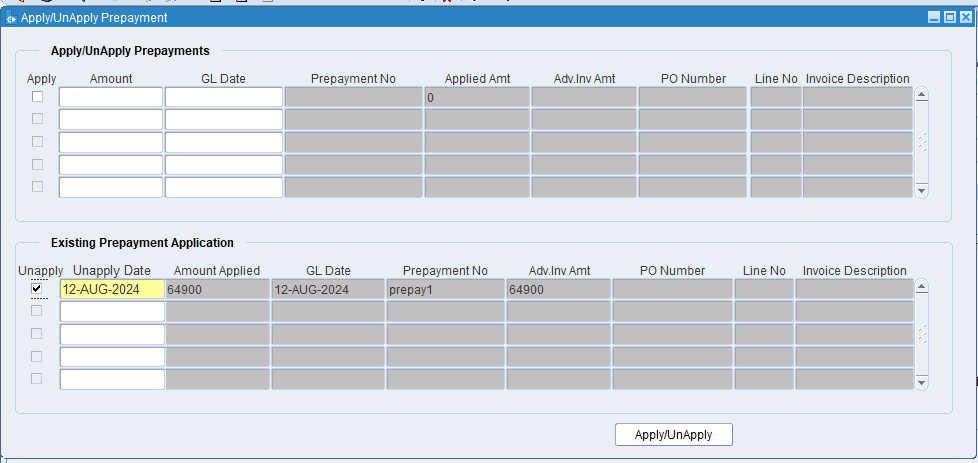 Apply/UnApply Prepayment
Apply/UnApply Prepayments
Apply Amount GL Date Prepayment No Applied Amt Adv.Inv Amt PO Number Line No Invoice Description
0
Existing Prepayment Application
Unapply Unapply Date Amount Applied GL Date Prepayment No Adv.Inv Amt PO Number Line No Invoice Description
12-AUG-2024 64900 12-AUG-2024 prepay1 64900
Apply/UnApply